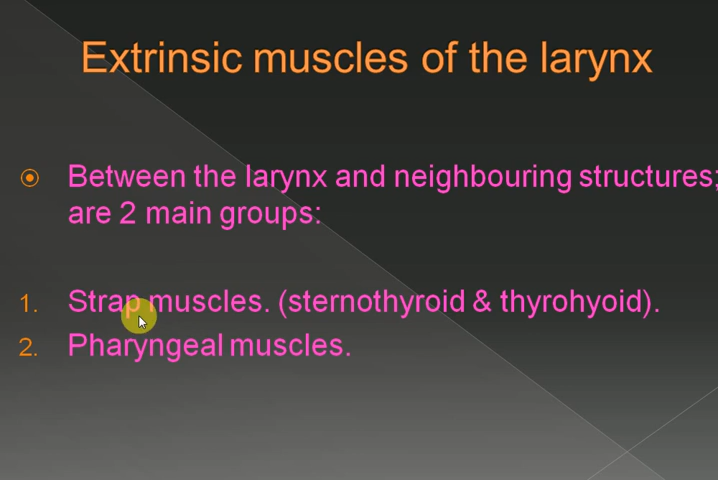 Extrinsic muscles of the larynx
Between the larynx and neighbouring structures;
are 2 main groups:
1. Strap muscles. (sternothyroid & thyrohyoid).
2. Pharyngeal muscles.